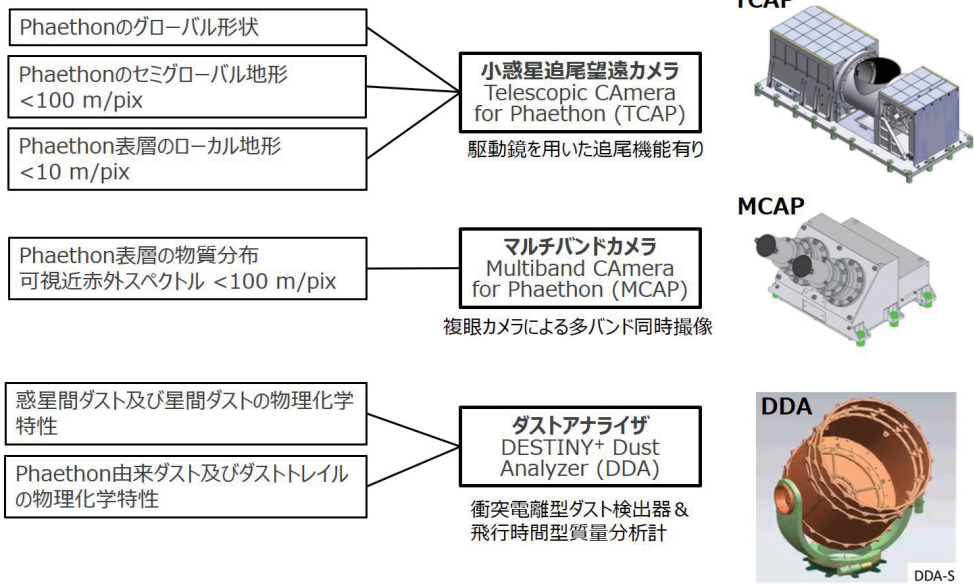 Phaethonのグローバル形状
Phaethonのセミグローバル地形
<100 m/pix
Phaethon表層のローカル地形
<10 m/pix
小惑星追尾望遠カメラ
Telescopic CAmera
for Phaethon (TCAP)
駆動鏡を用いた追尾機能有り
TCAP
Phaethon表層の物質分布
可視近赤外スペクトル <100 m/pix
マルチバンドカメラ
Multiband CAmera
for Phaethon (MCAP)
複眼カメラによる多バンド同時撮像
MCAP
惑星間ダスト及び星間ダストの物理化学
特性
Phaethon由来ダスト及びダストトレイル
の物理化学特性
ダストアナライザ
DESTINY⁺ Dust
Analyzer (DDA)
衝突電離型ダスト検出器＆
飛行時間型質量分析計
DDA
DDA-S